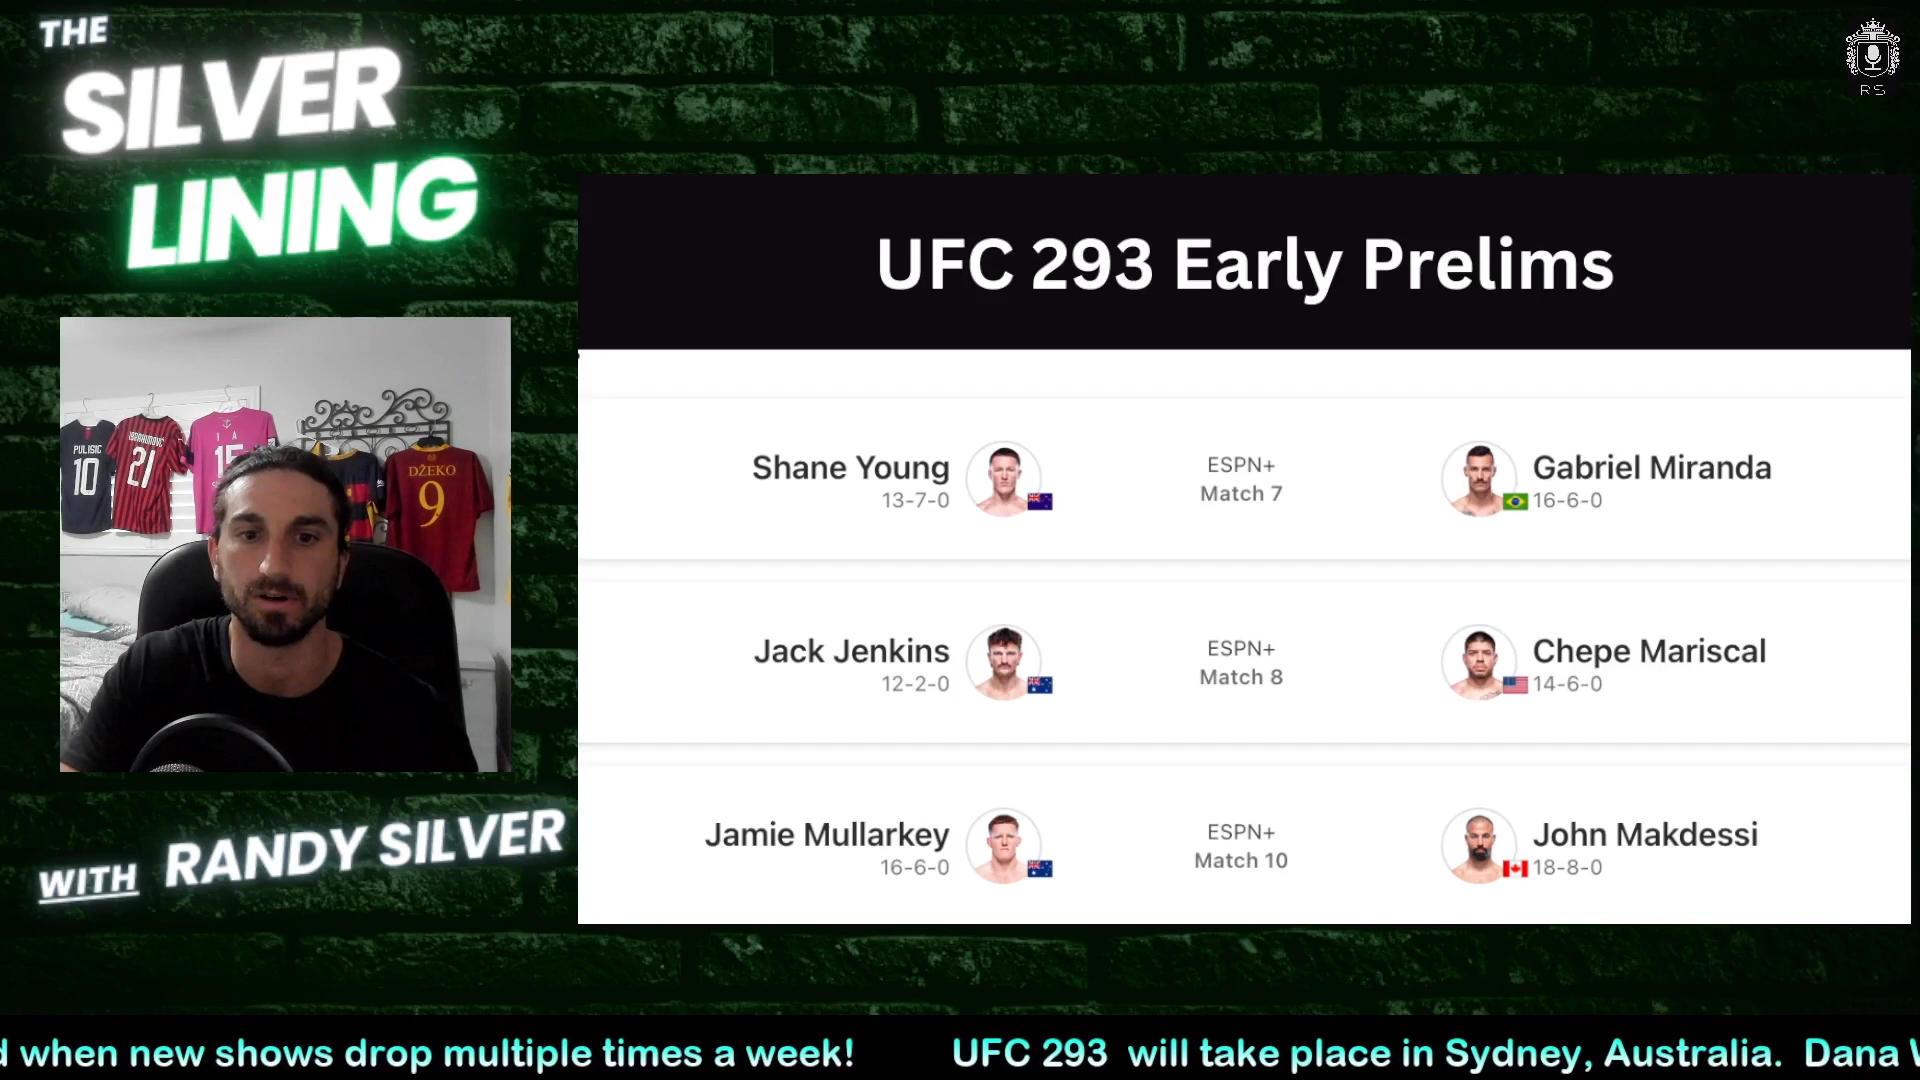 THE
SILVER
LINING
RS
UFC 293 Early Prelims
Shane Young
13-7-0
ESPN+
Match 7
Gabriel Miranda
16-6-0
Jack Jenkins
12-2-0
ESPN+
Match 8
Chepe Mariscal
14-6-0
Jamie Mullarkey
16-6-0
ESPN+
Match 10
John Makdessi
18-8-0
PULISIC
10
IBRAHIMOVIĆ
21
15
DŽEKO
9
WITH RANDY SILVER
d when new shows drop multiple times a week! UFC 293 will take place in Sydney, Australia. Dana